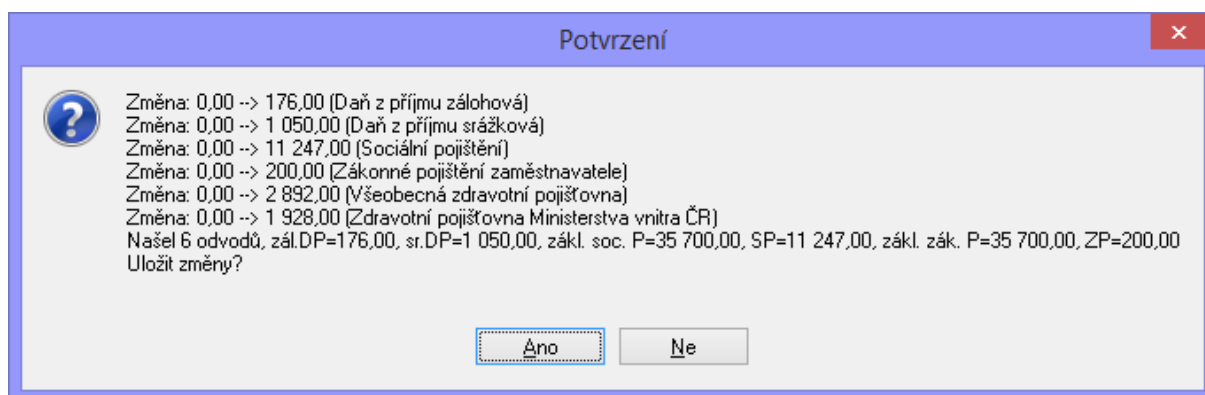 Potvrzení
Změna: 0,00 --> 176,00 (Daň z příjmu zálohová)
Změna: 0,00 --> 1 050,00 (Daň z příjmu srážková)
Změna: 0,00 --> 11 247,00 (Sociální pojištění)
Změna: 0,00 --> 200,00 (Zákonné pojištění zaměstnavatele)
Změna: 0,00 --> 2 892,00 (Všeobecná zdravotní pojišťovna)
Změna: 0,00 --> 1 928,00 (Zdravotní pojišťovna Ministerstva vnitra ČR)
Našel 6 odvodů, zál.DP=176,00, sr.DP=1 050,00, zákl. soc. P=35 700,00, SP=11 247,00, zákl. zák. P=35 700,00, ZP=200,00
Uložit změny?
Ano
Ne